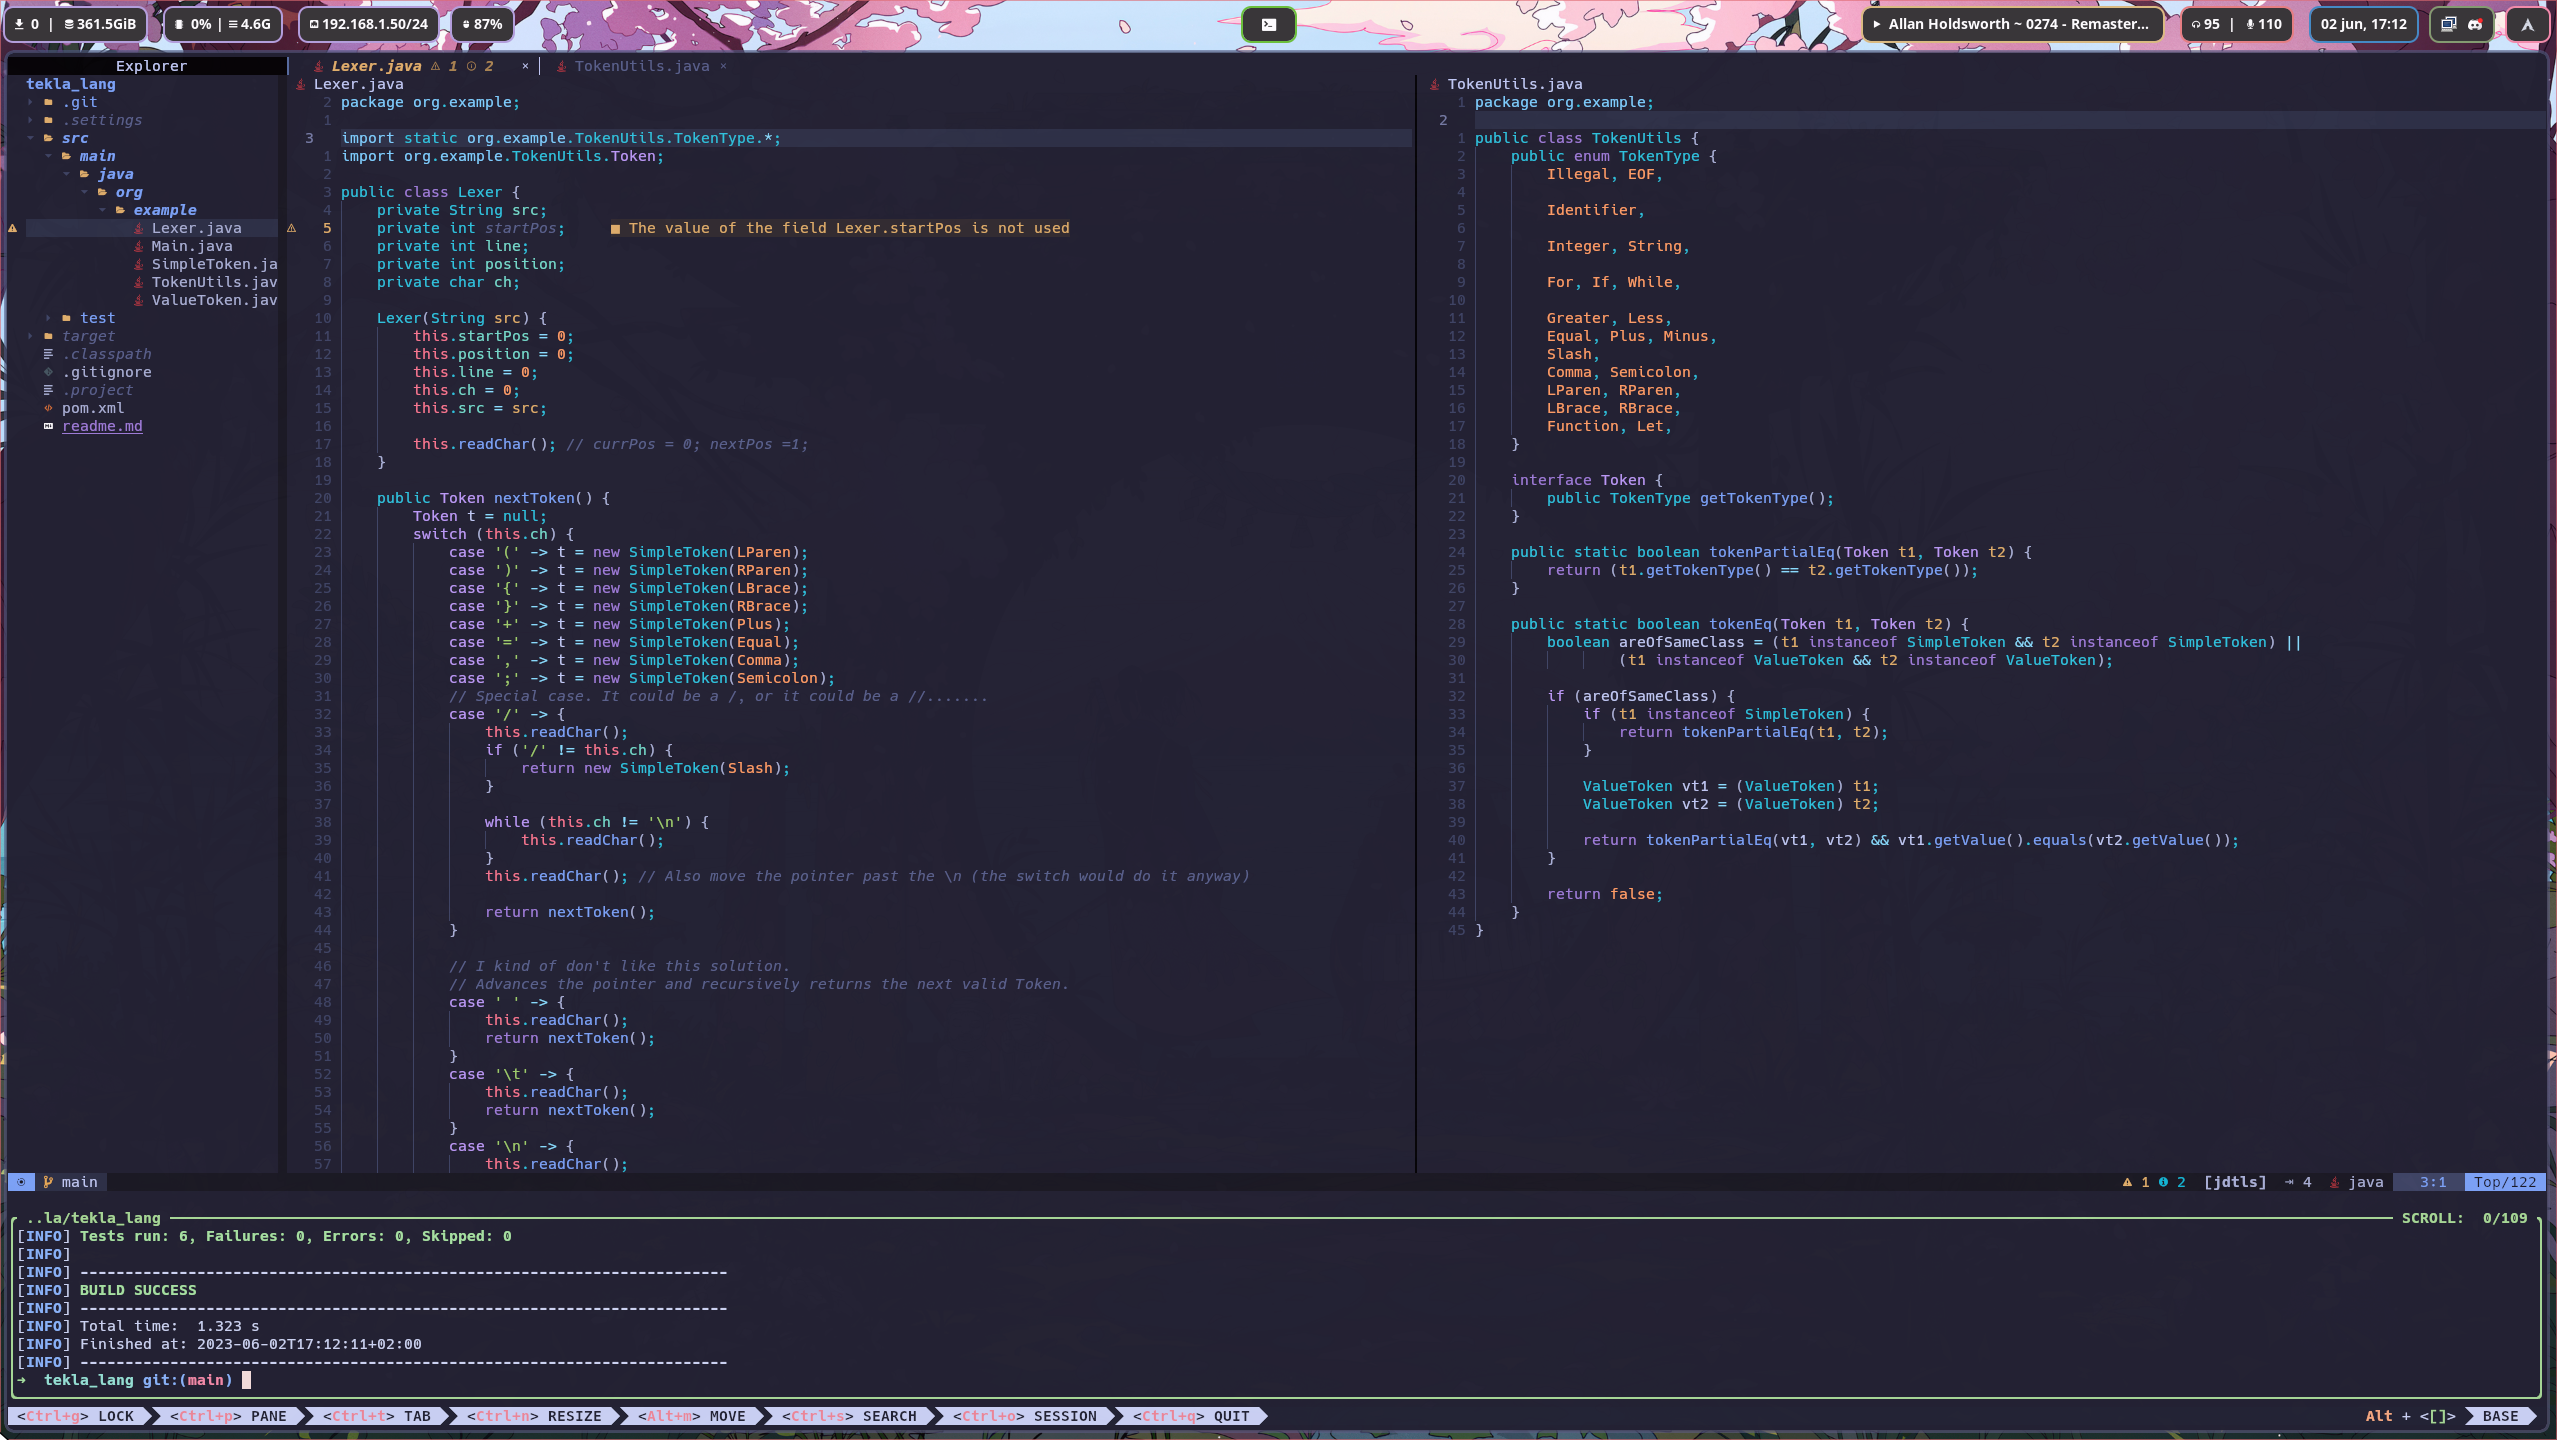 0 | 361.5GiB
0% | 4.6G
192.168.1.50/24
87%
Allan Holdsworth ~ 0274 - Remaster...
95 | 110
02 jun, 17:12
Explorer
tekla_lang
.git
.settings
src
main
java
org
example
Lexer.java
Main.java
SimpleToken.ja
TokenUtils.jav
ValueToken.jav
test
target
.classpath
.gitignore
.project
pom.xml
readme.md
Lexer.java 1 2 × TokenUtils.java ×
Lexer.java
2 package org.example;
1
3 import static org.example.TokenUtils.TokenType.*;
1 import org.example.TokenUtils.Token;
2
3 public class Lexer {
4 private String src;
5 private int startPos; ■ The value of the field Lexer.startPos is not used
6 private int line;
7 private int position;
8 private char ch;
9
10 Lexer(String src) {
11 this.startPos = 0;
12 this.position = 0;
13 this.line = 0;
14 this.ch = 0;
15 this.src = src;
16
17 this.readChar(); // currPos = 0; nextPos =1;
18 }
19
20 public Token nextToken() {
21 Token t = null;
22 switch (this.ch) {
23 case '(' -> t = new SimpleToken(LParen);
24 case ')' -> t = new SimpleToken(RParen);
25 case '{' -> t = new SimpleToken(LBrace);
26 case '}' -> t = new SimpleToken(RBrace);
27 case '+' -> t = new SimpleToken(Plus);
28 case '=' -> t = new SimpleToken(Equal);
29 case ',' -> t = new SimpleToken(Comma);
30 case ';' -> t = new SimpleToken(Semicolon);
31 // Special case. It could be a /, or it could be a //.......
32 case '/' -> {
33 this.readChar();
34 if ('/' != this.ch) {
35 return new SimpleToken(Slash);
36 }
37
38 while (this.ch != '\n') {
39 this.readChar();
40 }
41 this.readChar(); // Also move the pointer past the \n (the switch would do it anyway)
42
43 return nextToken();
44 }
45
46 // I kind of don't like this solution.
47 // Advances the pointer and recursively returns the next valid Token.
48 case ' ' -> {
49 this.readChar();
50 return nextToken();
51 }
52 case '\t' -> {
53 this.readChar();
54 return nextToken();
55 }
56 case '\n' -> {
57 this.readChar();
TokenUtils.java
1 package org.example;
2
1 public class TokenUtils {
2 public enum TokenType {
3 Illegal, EOF,
4
5 Identifier,
6
7 Integer, String,
8
9 For, If, While,
10
11 Greater, Less,
12 Equal, Plus, Minus,
13 Slash,
14 Comma, Semicolon,
15 LParen, RParen,
16 LBrace, RBrace,
17 Function, Let,
18 }
19
20 interface Token {
21 public TokenType getTokenType();
22 }
23
24 public static boolean tokenPartialEq(Token t1, Token t2) {
25 return (t1.getTokenType() == t2.getTokenType());
26 }
27
28 public static boolean tokenEq(Token t1, Token t2) {
29 boolean areOfSameClass = (t1 instanceof SimpleToken && t2 instanceof SimpleToken) ||
30 (t1 instanceof ValueToken && t2 instanceof ValueToken);
31
32 if (areOfSameClass) {
33 if (t1 instanceof SimpleToken) {
34 return tokenPartialEq(t1, t2);
35 }
36
37 ValueToken vt1 = (ValueToken) t1;
38 ValueToken vt2 = (ValueToken) t2;
39
40 return tokenPartialEq(vt1, vt2) && vt1.getValue().equals(vt2.getValue());
41 }
42
43 return false;
44 }
45 }
main 1 2 [jdtls] 4 java 3:1 Top/122
..la/tekla_lang SCROLL: 0/109
[INFO] Tests run: 6, Failures: 0, Errors: 0, Skipped: 0
[INFO]
[INFO] ------------------------------------------------------------------------
[INFO] BUILD SUCCESS
[INFO] ------------------------------------------------------------------------
[INFO] Total time:  1.323 s
[INFO] Finished at: 2023-06-02T17:12:11+02:00
[INFO] ------------------------------------------------------------------------
➜ tekla_lang git:(main)
<Ctrl+g> LOCK <Ctrl+p> PANE <Ctrl+t> TAB <Ctrl+n> RESIZE <Alt+m> MOVE <Ctrl+s> SEARCH <Ctrl+o> SESSION <Ctrl+q> QUIT Alt + <[]> BASE